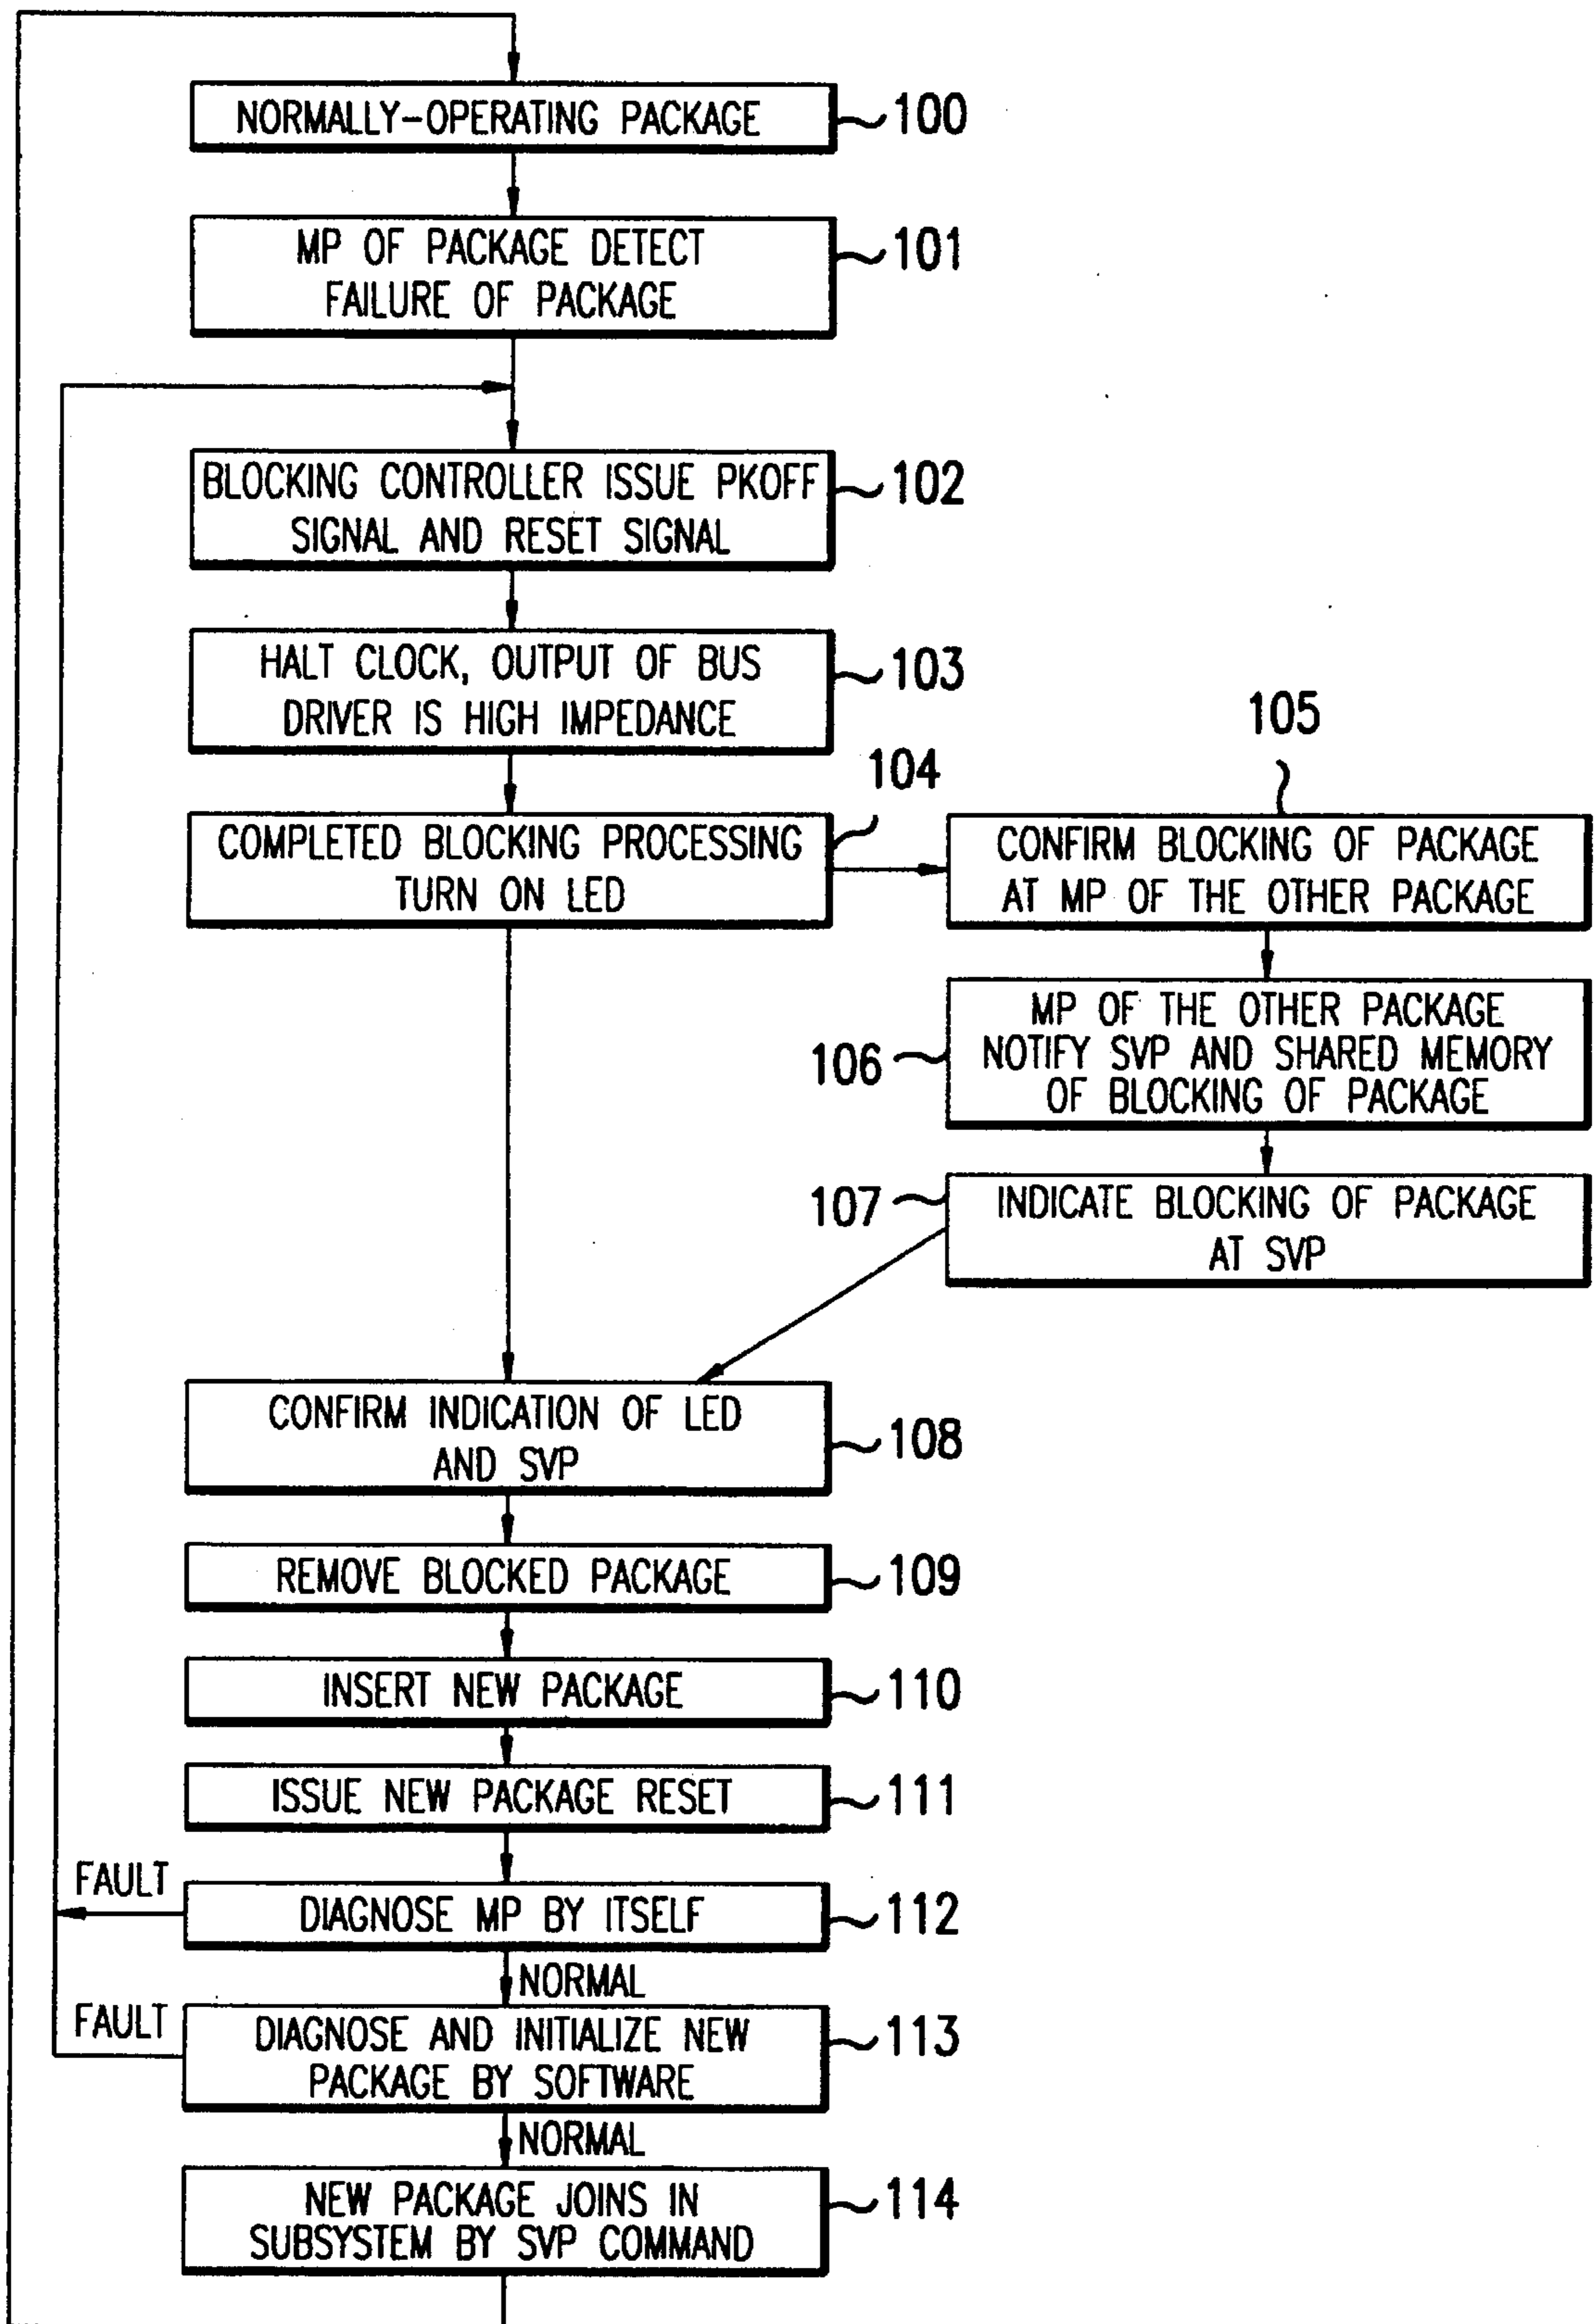 NORMALLY-OPERATING PACKAGE
100
MP OF PACKAGE DETECT
FAILURE OF PACKAGE
101
BLOCKING CONTROLLER ISSUE PKOFF
SIGNAL AND RESET SIGNAL
102
HALT CLOCK, OUTPUT OF BUS
DRIVER IS HIGH IMPEDANCE
103
COMPLETED BLOCKING PROCESSING
TURN ON LED
104
105
CONFIRM BLOCKING OF PACKAGE
AT MP OF THE OTHER PACKAGE
106
MP OF THE OTHER PACKAGE
NOTIFY SVP AND SHARED MEMORY
OF BLOCKING OF PACKAGE
107
INDICATE BLOCKING OF PACKAGE
AT SVP
CONFIRM INDICATION OF LED
AND SVP
108
REMOVE BLOCKED PACKAGE
109
INSERT NEW PACKAGE
110
ISSUE NEW PACKAGE RESET
111
FAULT
DIAGNOSE MP BY ITSELF
112
NORMAL
FAULT
DIAGNOSE AND INITIALIZE NEW
PACKAGE BY SOFTWARE
113
NORMAL
NEW PACKAGE JOINS IN
SUBSYSTEM BY SVP COMMAND
114